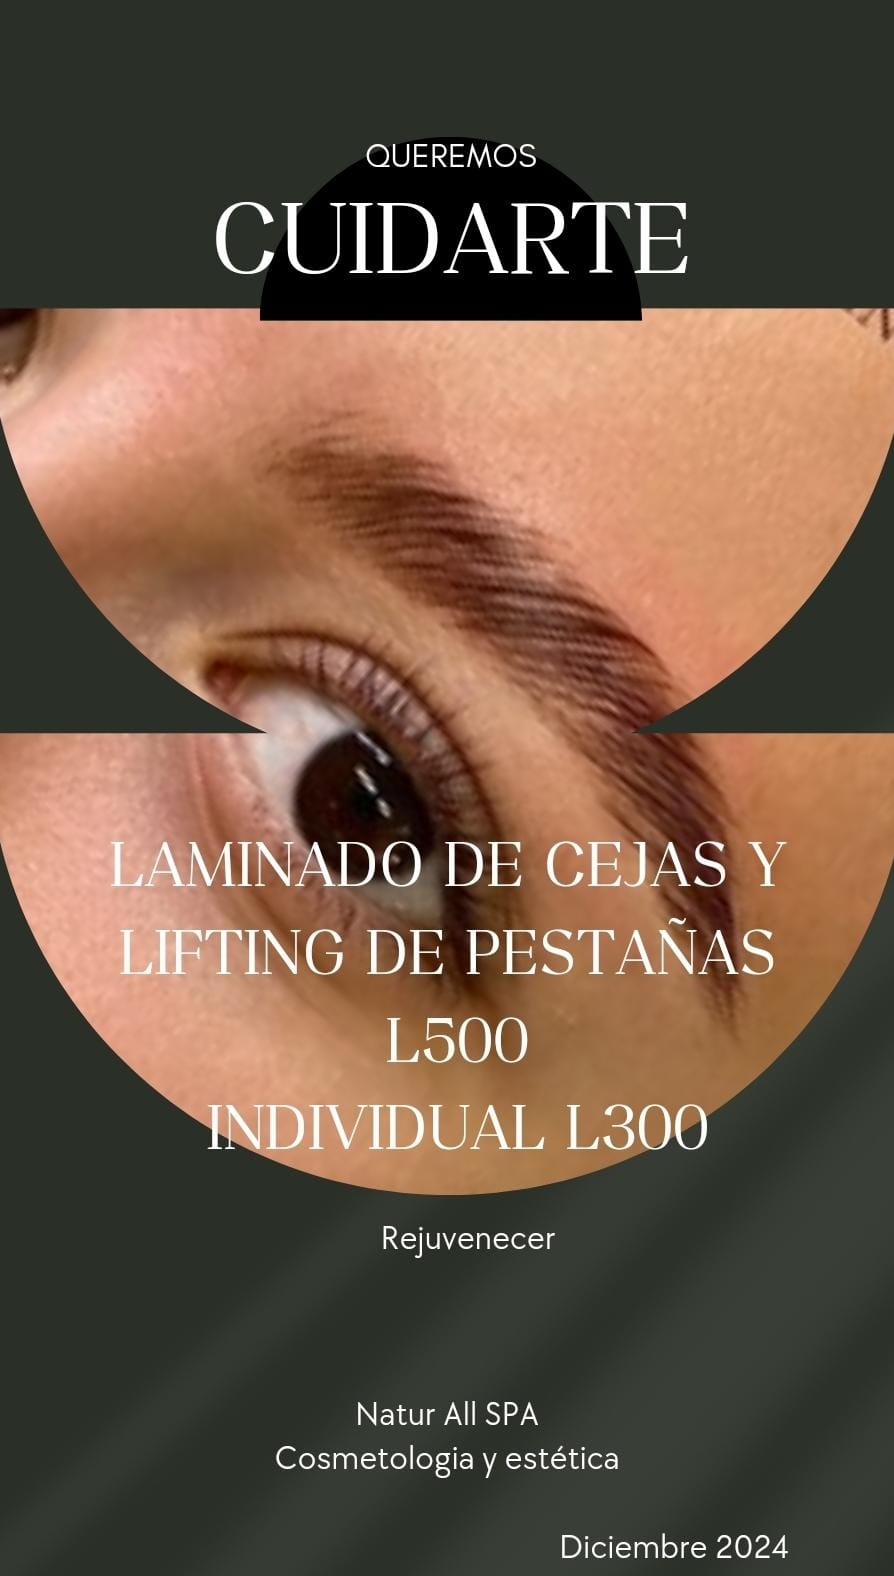 QUEREMOS
CUIDARTE
LAMINADO DE CEJAS Y
LIFTING DE PESTAÑAS
L500
INDIVIDUAL L300
Rejuvenecer
Natur All SPA
Cosmetologia y estética
Diciembre 2024